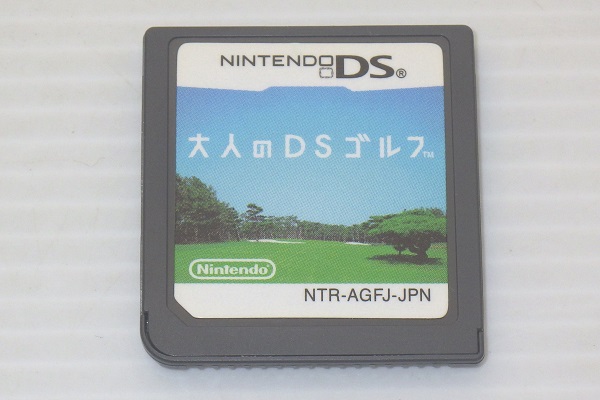 NINTENDO DS®
大人のDSゴルフ™
Nintendo
NTR-AGFJ-JPN